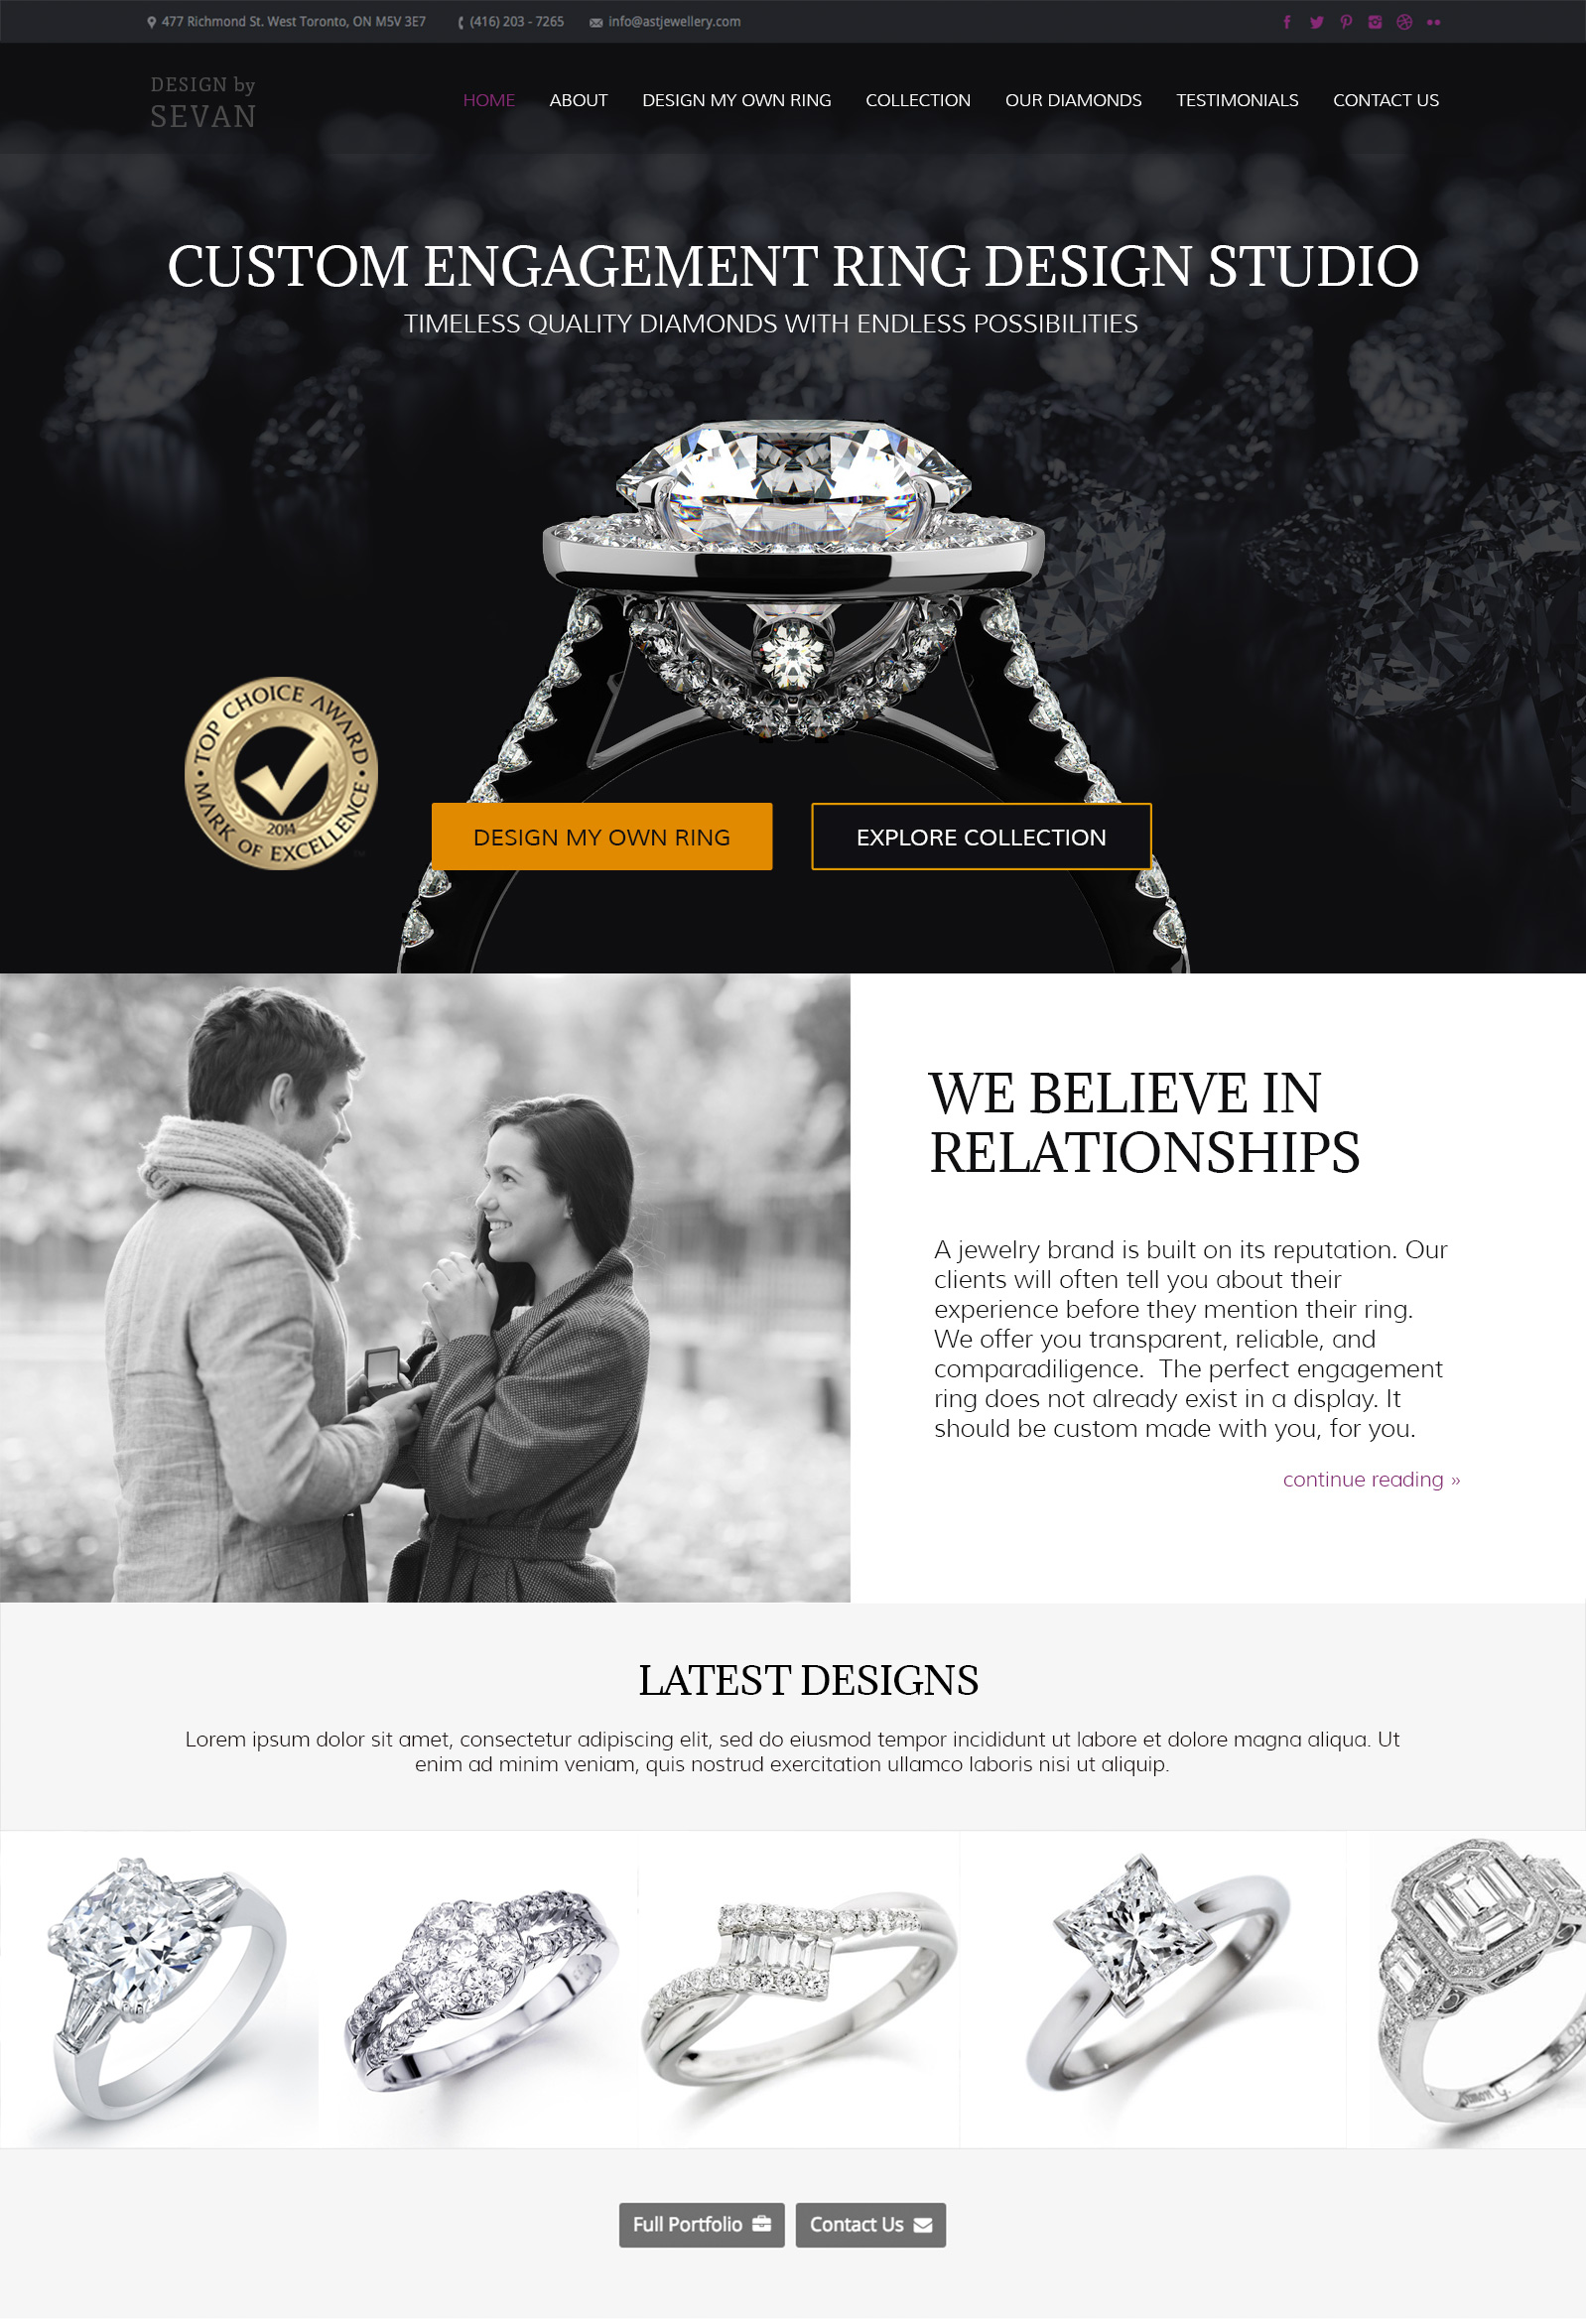 477 Richmond St. West Toronto, ON M5V 3E7 (416) 203 - 7265 info@astjewellery.com
DESIGN by
SEVAN
HOME ABOUT DESIGN MY OWN RING COLLECTION OUR DIAMONDS TESTIMONIALS CONTACT US
CUSTOM ENGAGEMENT RING DESIGN STUDIO
TIMELESS QUALITY DIAMONDS WITH ENDLESS POSSIBILITIES
TOP CHOICE AWARD
2014
MARK OF EXCELLENCE
DESIGN MY OWN RING EXPLORE COLLECTION
WE BELIEVE IN
RELATIONSHIPS
A jewelry brand is built on its reputation. Our
clients will often tell you about their
experience before they mention their ring.
We offer you transparent, reliable, and
comparadiligence. The perfect engagement
ring does not already exist in a display. It
should be custom made with you, for you.
continue reading »
LATEST DESIGNS
Lorem ipsum dolor sit amet, consectetur adipiscing elit, sed do eiusmod tempor incididunt ut labore et dolore magna aliqua. Ut
enim ad minim veniam, quis nostrud exercitation ullamco laboris nisi ut aliquip.
Simon G.
Full Portfolio Contact Us